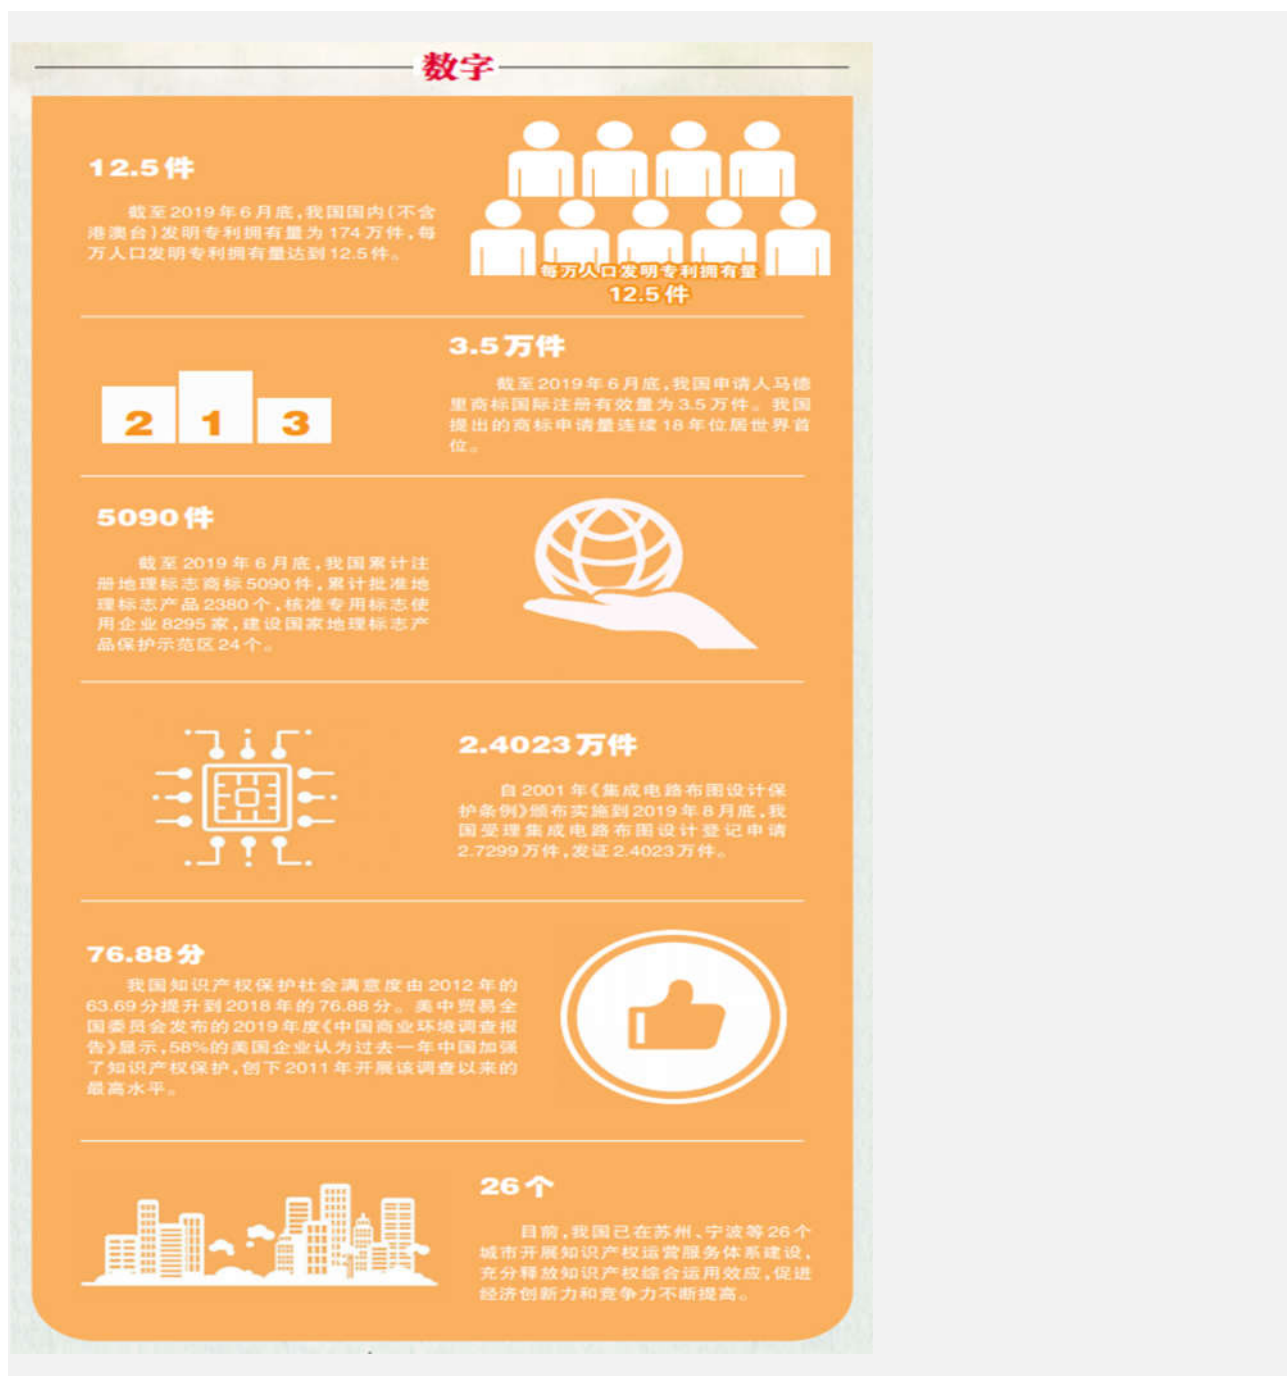 数字
12.5件
截至2019年6月底,我国国内(不含
港澳台)发明专利拥有量为174万件,每
万人口发明专利拥有量达到12.5件。
每万人口发明专利拥有量
12.5件
3.5万件
截至2019年6月底,我国申请人马德
里商标国际注册有效量为3.5万件。我国
提出的商标申请量连续18年位居世界首
位。
2 1 3
5090件
截至2019年6月底,我国累计注
册地理标志商标5090件,累计批准地
理标志产品2380个,核准专用标志使
用企业8295家,建设国家地理标志产
品保护示范区24个。
2.4023万件
自2001年《集成电路布图设计保
护条例》颁布实施到2019年8月底,我
国受理集成电路布图设计登记申请
2.7299万件,发证2.4023万件。
76.88分
我国知识产权保护社会满意度由2012年的
63.69分提升到2018年的76.88分。美中贸易全
国委员会发布的2019年度《中国商业环境调查报
告》显示,58%的美国企业认为过去一年中国加强
了知识产权保护,创下2011年开展该调查以来的
最高水平。
26个
目前,我国已在苏州、宁波等26个
城市开展知识产权运营服务体系建设,
充分释放知识产权综合运用效应,促进
经济创新力和竞争力不断提高。